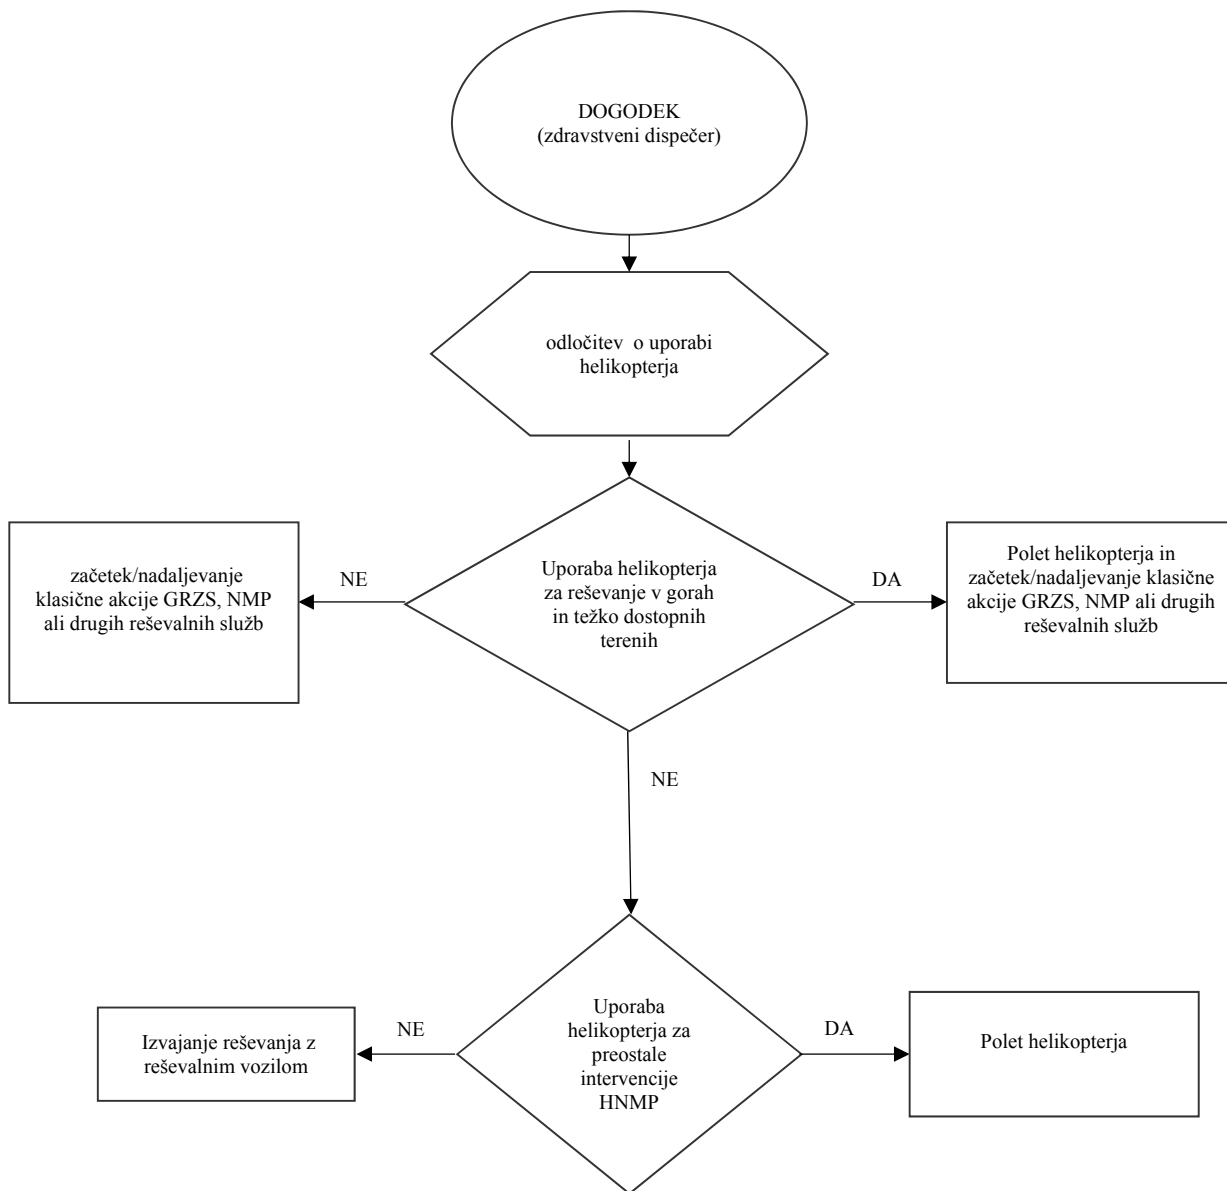 DOGODEK
(zdravstveni dispečer)
odločitev o uporabi
helikopterja
začetek/nadaljevanje
klasične akcije GRZS, NMP
ali drugih reševalnih služb
NE
Uporaba helikopterja
za reševanje v gorah
in težko dostopnih
terenih
DA
Polet helikopterja in
začetek/nadaljevanje klasične
akcije GRZS, NMP ali drugih
reševalnih služb
NE
Izvajanje reševanja z
reševalnim vozilom
NE
Uporaba
helikopterja za
preostale
intervencije
HNMP
DA
Polet helikopterja